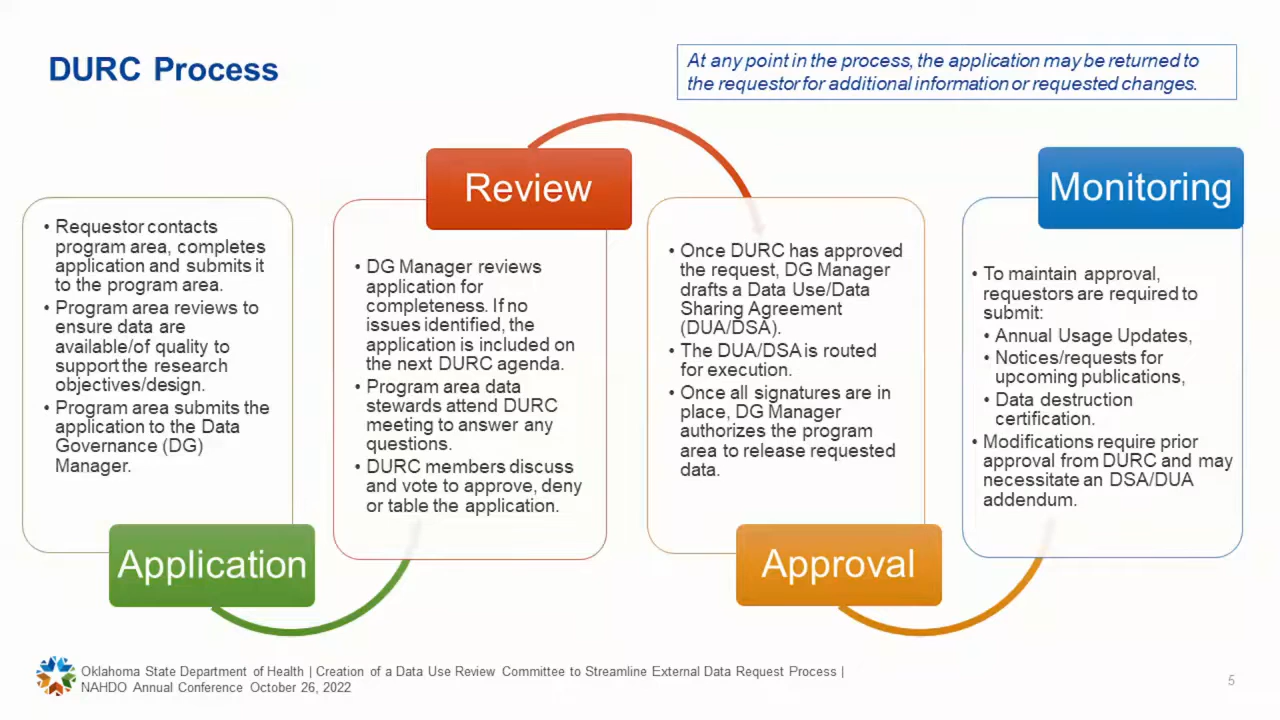 DURC Process
At any point in the process, the application may be returned to
the requestor for additional information or requested changes.
Application
• Requestor contacts
program area, completes
application and submits it
to the program area.
• Program area reviews to
ensure data are
available/of quality to
support the research
objectives/design.
• Program area submits the
application to the Data
Governance (DG)
Manager.
Review
• DG Manager reviews
application for
completeness. If no
issues identified, the
application is included on
the next DURC agenda.
• Program area data
stewards attend DURC
meeting to answer any
questions.
• DURC members discuss
and vote to approve, deny
or table the application.
Approval
• Once DURC has approved
the request, DG Manager
drafts a Data Use/Data
Sharing Agreement
(DUA/DSA).
• The DUA/DSA is routed
for execution.
• Once all signatures are in
place, DG Manager
authorizes the program
area to release requested
data.
Monitoring
• To maintain approval,
requestors are required to
submit:
• Annual Usage Updates,
• Notices/requests for
upcoming publications,
• Data destruction
certification.
• Modifications require prior
approval from DURC and may
necessitate an DSA/DUA
addendum.
Oklahoma State Department of Health | Creation of a Data Use Review Committee to Streamline External Data Request Process |
NAHDO Annual Conference October 26, 2022
5